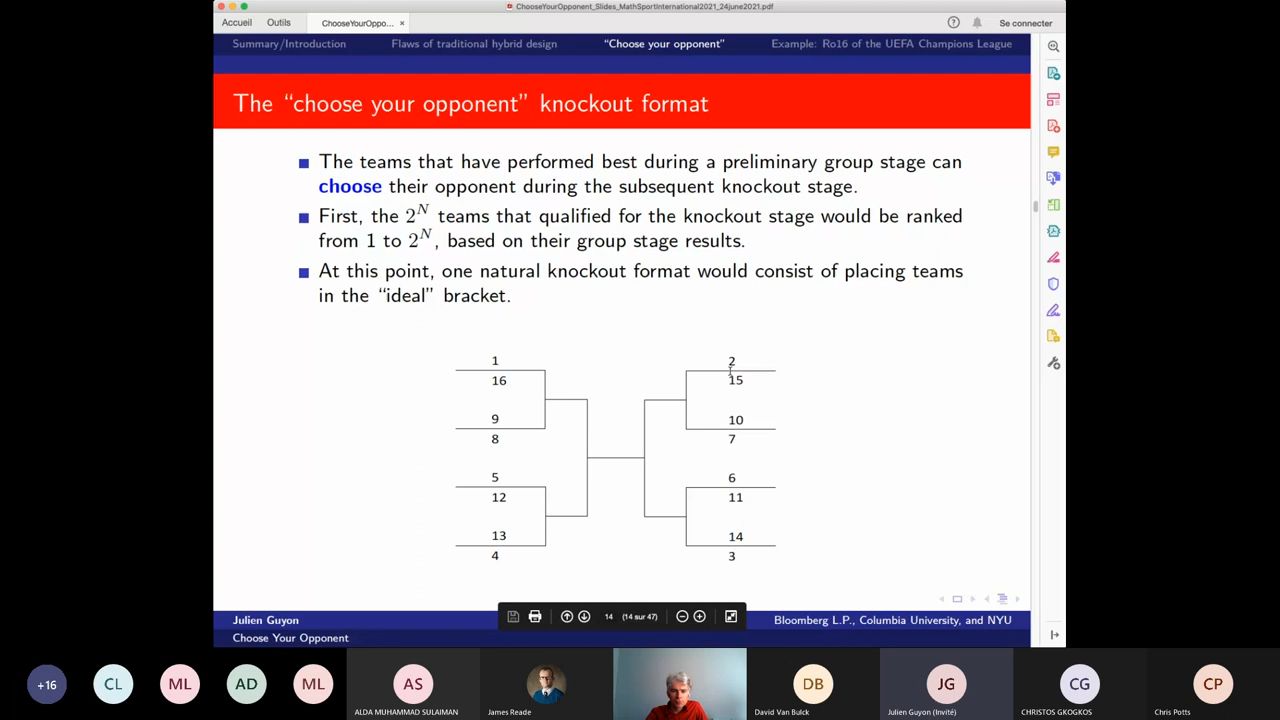 ChooseYourOpponent_Slides_MathSportInternational2021_24june2021.pdf
Accueil Outils ChooseYourOppo... × Se connecter
Summary/Introduction Flaws of traditional hybrid design “Choose your opponent” Example: Ro16 of the UEFA Champions League
The “choose your opponent” knockout format
The teams that have performed best during a preliminary group stage can
choose their opponent during the subsequent knockout stage.
First, the 2^N teams that qualified for the knockout stage would be ranked
from 1 to 2^N, based on their group stage results.
At this point, one natural knockout format would consist of placing teams
in the “ideal” bracket.
1 2
16 15
9 10
8 7
5 6
12 11
13 14
4 3
Julien Guyon 14 (14 sur 47) Bloomberg L.P., Columbia University, and NYU
Choose Your Opponent
+16 CL ML AD ML AS DB JG CG CP
ALDA MUHAMMAD SULAIMAN James Reade David Van Bulck Julien Guyon (Invité) CHRISTOS GKOGKOS Chris Potts